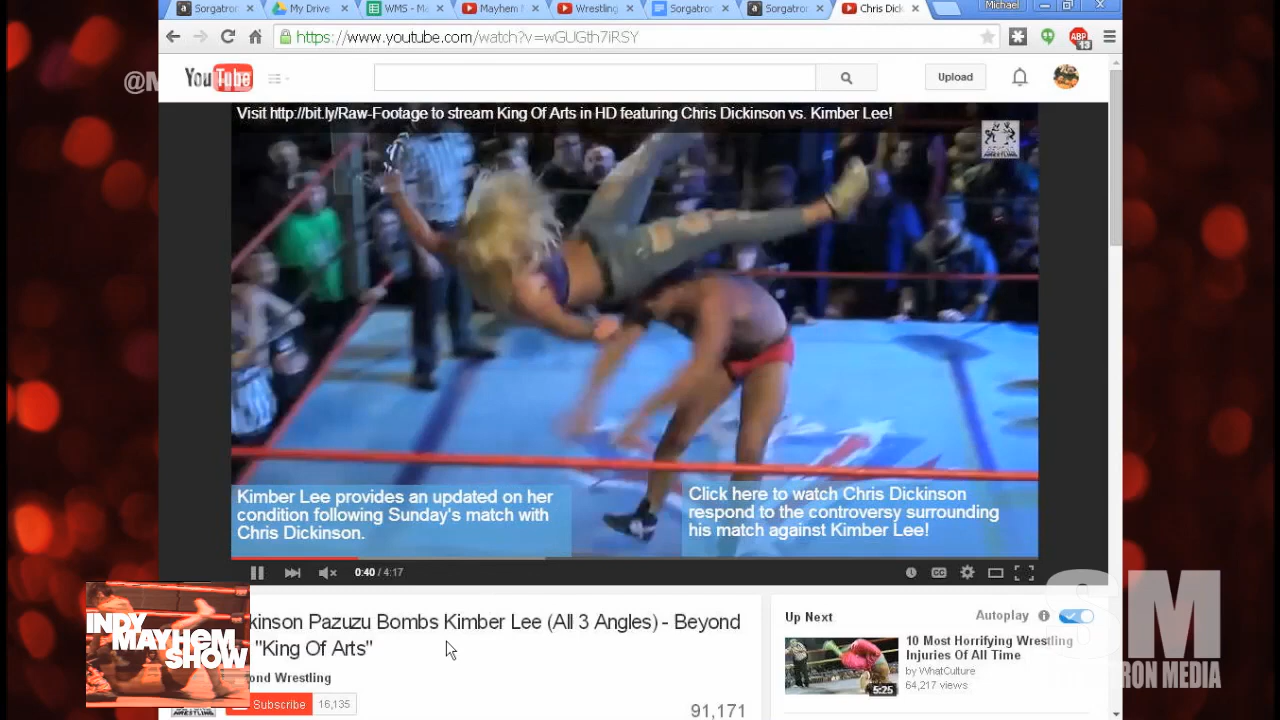 Sorgatron
My Drive
WMS - Ma
Mayhem M
Wrestling
Sorgatron
Sorgatron
Chris Dick
Michael
https://www.youtube.com/watch?v=wGUGth7iRSY
ABP
13
@M
YouTube
Upload
Visit http://bit.ly/Raw-Footage to stream King Of Arts in HD featuring Chris Dickinson vs. Kimber Lee!
WRESTLING
Kimber Lee provides an updated on her
condition following Sunday's match with
Chris Dickinson.
Click here to watch Chris Dickinson
respond to the controversy surrounding
his match against Kimber Lee!
0:40 / 4:17
CC
kinson Pazuzu Bombs Kimber Lee (All 3 Angles) - Beyond
"King Of Arts"
ond Wrestling
Subscribe
16,135
91,171
INDY
MAYHEM
SHOW
Up Next
Autoplay
10 Most Horrifying Wrestling
Injuries Of All Time
by WhatCulture
64,217 views
5:25
SM
RON MEDIA